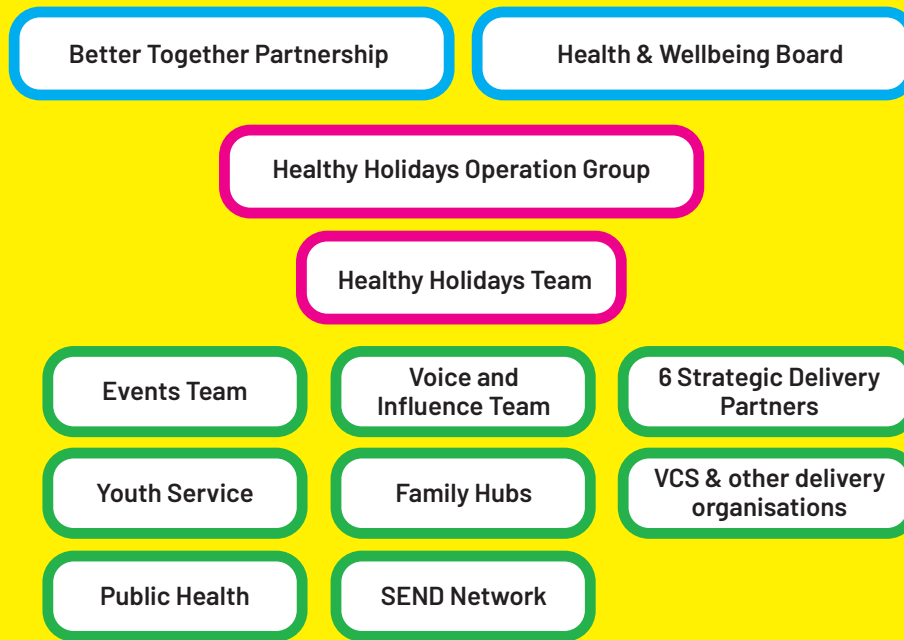 Better Together Partnership
Health & Wellbeing Board
Healthy Holidays Operation Group
Healthy Holidays Team
Events Team
Voice and
Influence Team
6 Strategic Delivery
Partners
Youth Service
Family Hubs
VCS & other delivery
organisations
Public Health
SEND Network